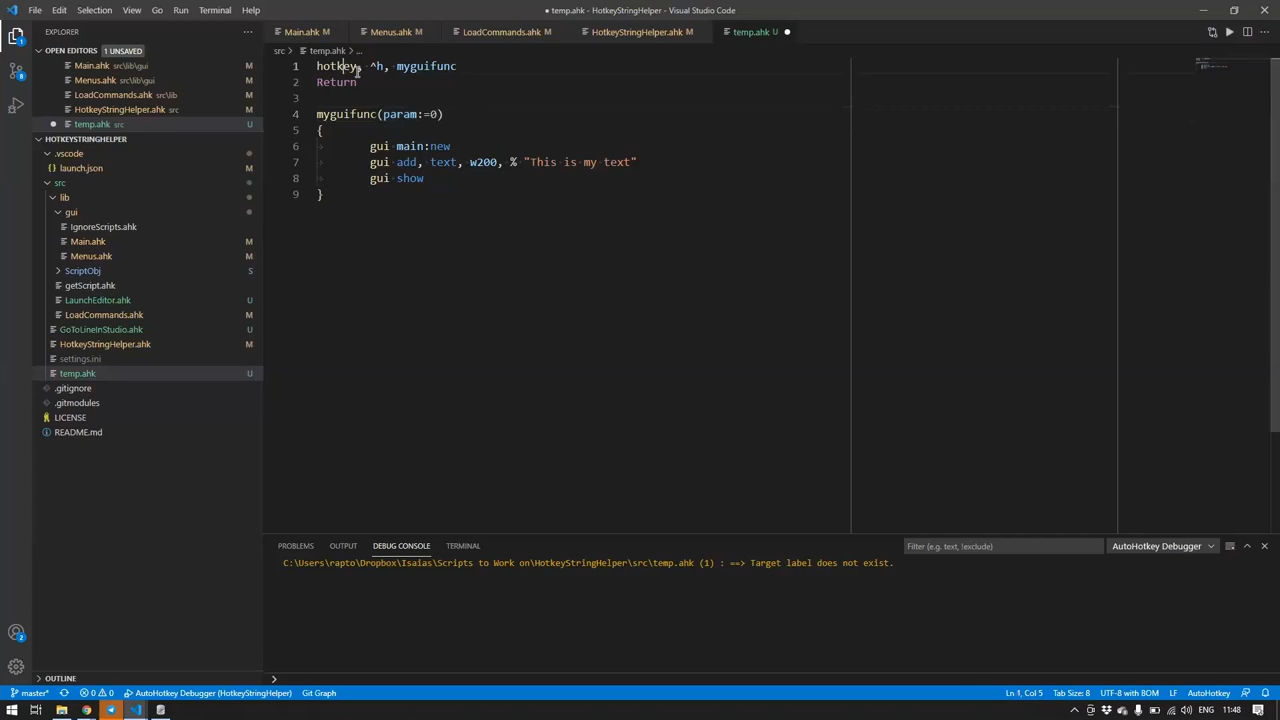 File Edit Selection View Go Run Terminal Help
● temp.ahk - HotkeyStringHelper - Visual Studio Code
EXPLORER ···
OPEN EDITORS 1 UNSAVED
Main.ahk src\lib\gui M
Menus.ahk src\lib\gui M
LoadCommands.ahk src\lib M
HotkeyStringHelper.ahk src M
● temp.ahk src U
HOTKEYSTRINGHELPER
.vscode
launch.json
src
lib
gui
IgnoreScripts.ahk
Main.ahk M
Menus.ahk M
ScriptObj S
getScript.ahk
LaunchEditor.ahk U
LoadCommands.ahk M
GoToLineInStudio.ahk U
HotkeyStringHelper.ahk M
settings.ini
temp.ahk U
.gitignore
.gitmodules
LICENSE
README.md
OUTLINE
Main.ahk M Menus.ahk M LoadCommands.ahk M HotkeyStringHelper.ahk M temp.ahk U ●
src > temp.ahk > ...
1 hotkey, ^h, myguifunc
2 Return
3
4 myguifunc(param:=0)
5 {
6 gui main:new
7 gui add, text, w200, % "This is my text"
8 gui show
9 }
PROBLEMS OUTPUT DEBUG CONSOLE TERMINAL
Filter (e.g. text, !exclude) AutoHotkey Debugger
C:\Users\rapto\Dropbox\Isaias\Scripts to Work on\HotkeyStringHelper\src\temp.ahk (1) : ==> Target label does not exist.
master* 0 0 AutoHotkey Debugger (HotkeyStringHelper) Git Graph
Ln 1, Col 5 Tab Size: 8 UTF-8 with BOM LF AutoHotkey
ENG 11:48